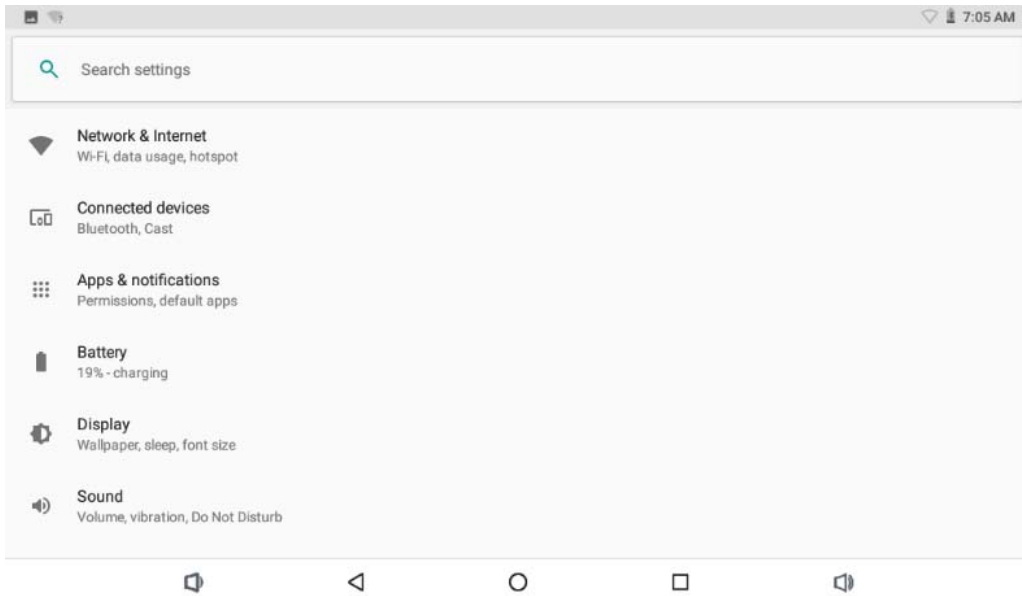 7:05 AM
Search settings
Network & Internet
Wi-Fi, data usage, hotspot
Connected devices
Bluetooth, Cast
Apps & notifications
Permissions, default apps
Battery
19% - charging
Display
Wallpaper, sleep, font size
Sound
Volume, vibration, Do Not Disturb